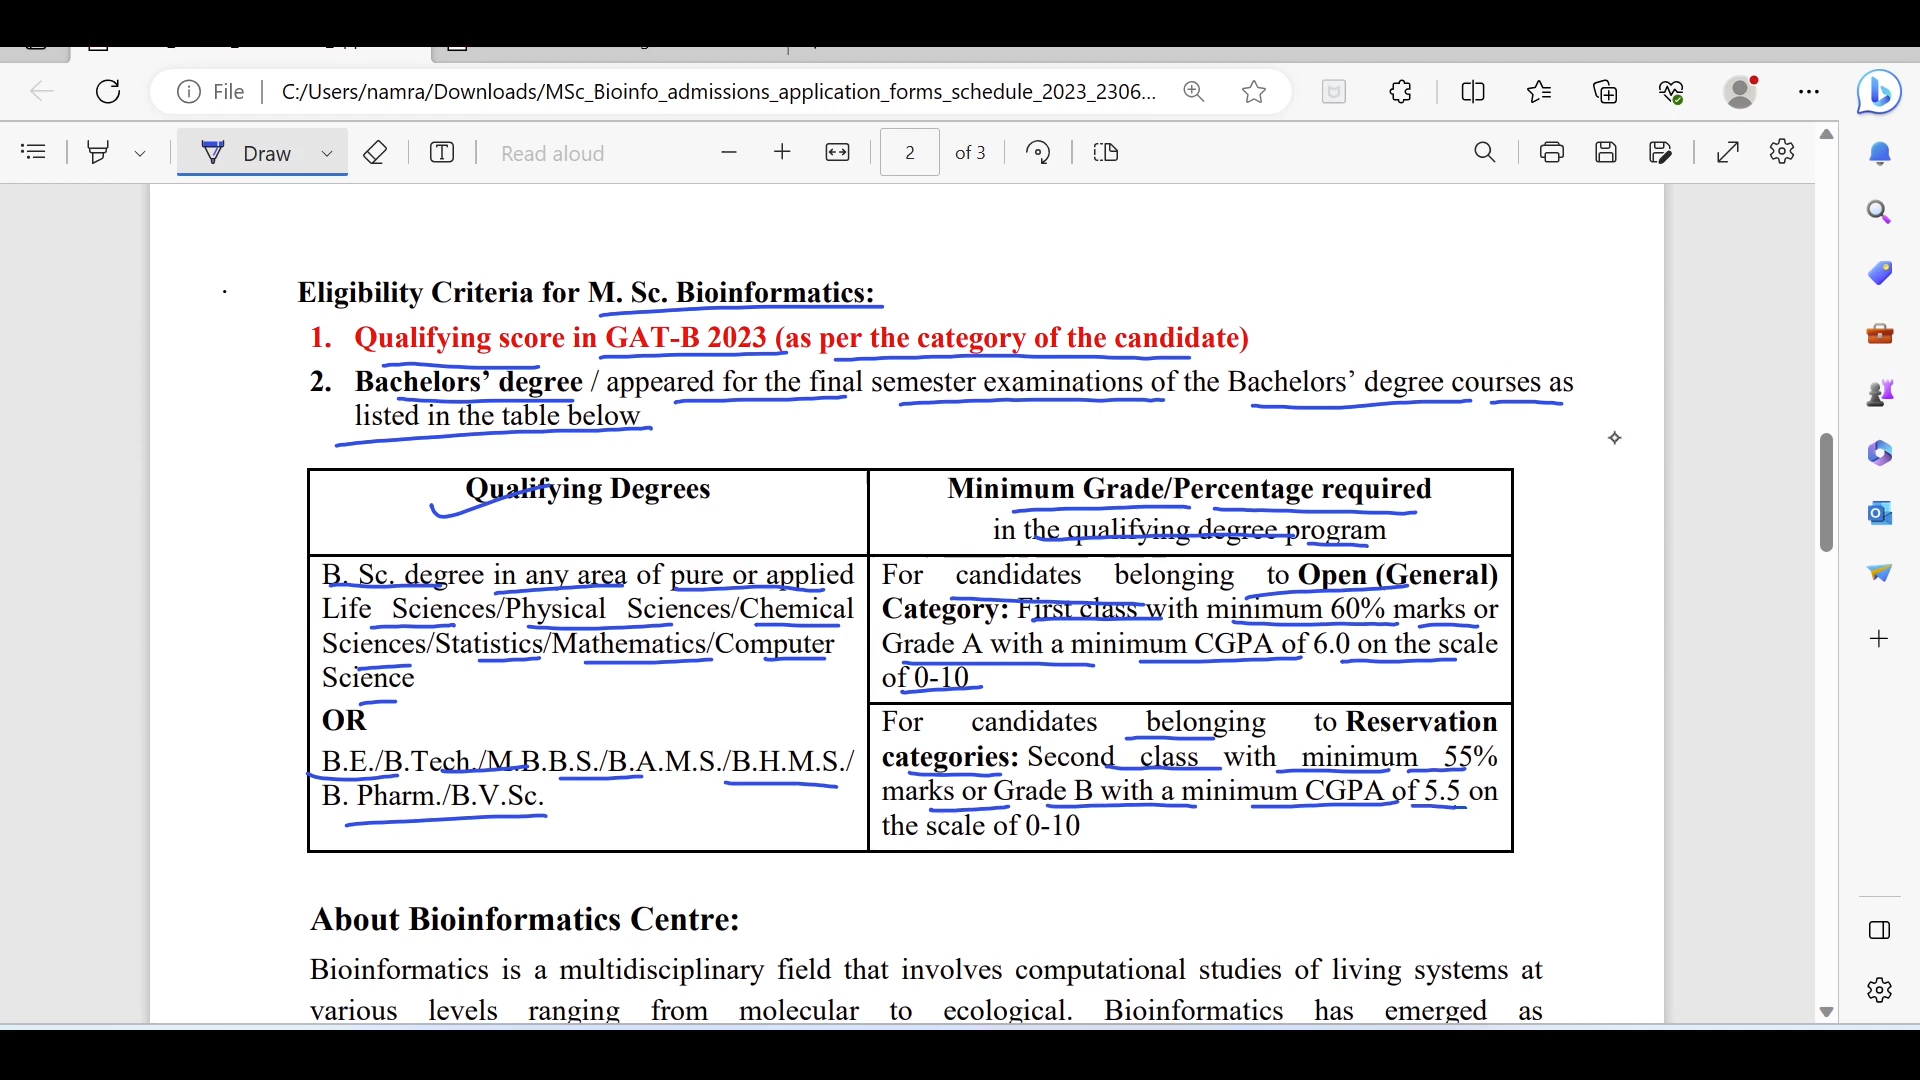 File
C:/Users/namra/Downloads/MSc_Bioinfo_admissions_application_forms_schedule_2023_2306...
Draw
Read aloud
2
of 3
Eligibility Criteria for M. Sc. Bioinformatics:
1. Qualifying score in GAT-B 2023 (as per the category of the candidate)
2. Bachelors’ degree / appeared for the final semester examinations of the Bachelors’ degree courses as
listed in the table below
Qualifying Degrees
Minimum Grade/Percentage required
in the qualifying degree program
B. Sc. degree in any area of pure or applied
Life Sciences/Physical Sciences/Chemical
Sciences/Statistics/Mathematics/Computer
Science
OR
B.E./B.Tech./M.B.B.S./B.A.M.S./B.H.M.S./
B. Pharm./B.V.Sc.
For candidates belonging to Open (General)
Category: First class with minimum 60% marks or
Grade A with a minimum CGPA of 6.0 on the scale
of 0-10
For candidates belonging to Reservation
categories: Second class with minimum 55%
marks or Grade B with a minimum CGPA of 5.5 on
the scale of 0-10
About Bioinformatics Centre:
Bioinformatics is a multidisciplinary field that involves computational studies of living systems at
various levels ranging from molecular to ecological. Bioinformatics has emerged as